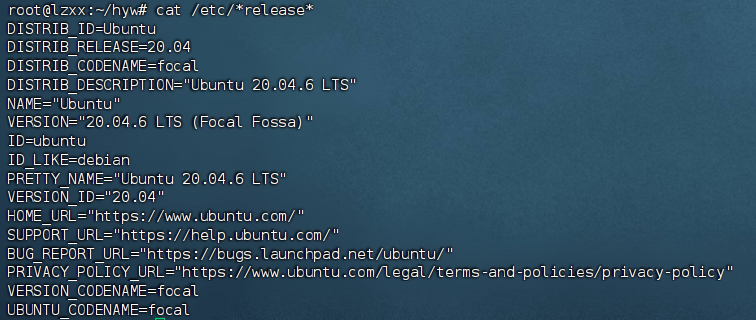 root@lzxx:~/hyw# cat /etc/*release*
DISTRIB_ID=Ubuntu
DISTRIB_RELEASE=20.04
DISTRIB_CODENAME=focal
DISTRIB_DESCRIPTION="Ubuntu 20.04.6 LTS"
NAME="Ubuntu"
VERSION="20.04.6 LTS (Focal Fossa)"
ID=ubuntu
ID_LIKE=debian
PRETTY_NAME="Ubuntu 20.04.6 LTS"
VERSION_ID="20.04"
HOME_URL="https://www.ubuntu.com/"
SUPPORT_URL="https://help.ubuntu.com/"
BUG_REPORT_URL="https://bugs.launchpad.net/ubuntu/"
PRIVACY_POLICY_URL="https://www.ubuntu.com/legal/terms-and-policies/privacy-policy"
VERSION_CODENAME=focal
UBUNTU_CODENAME=focal